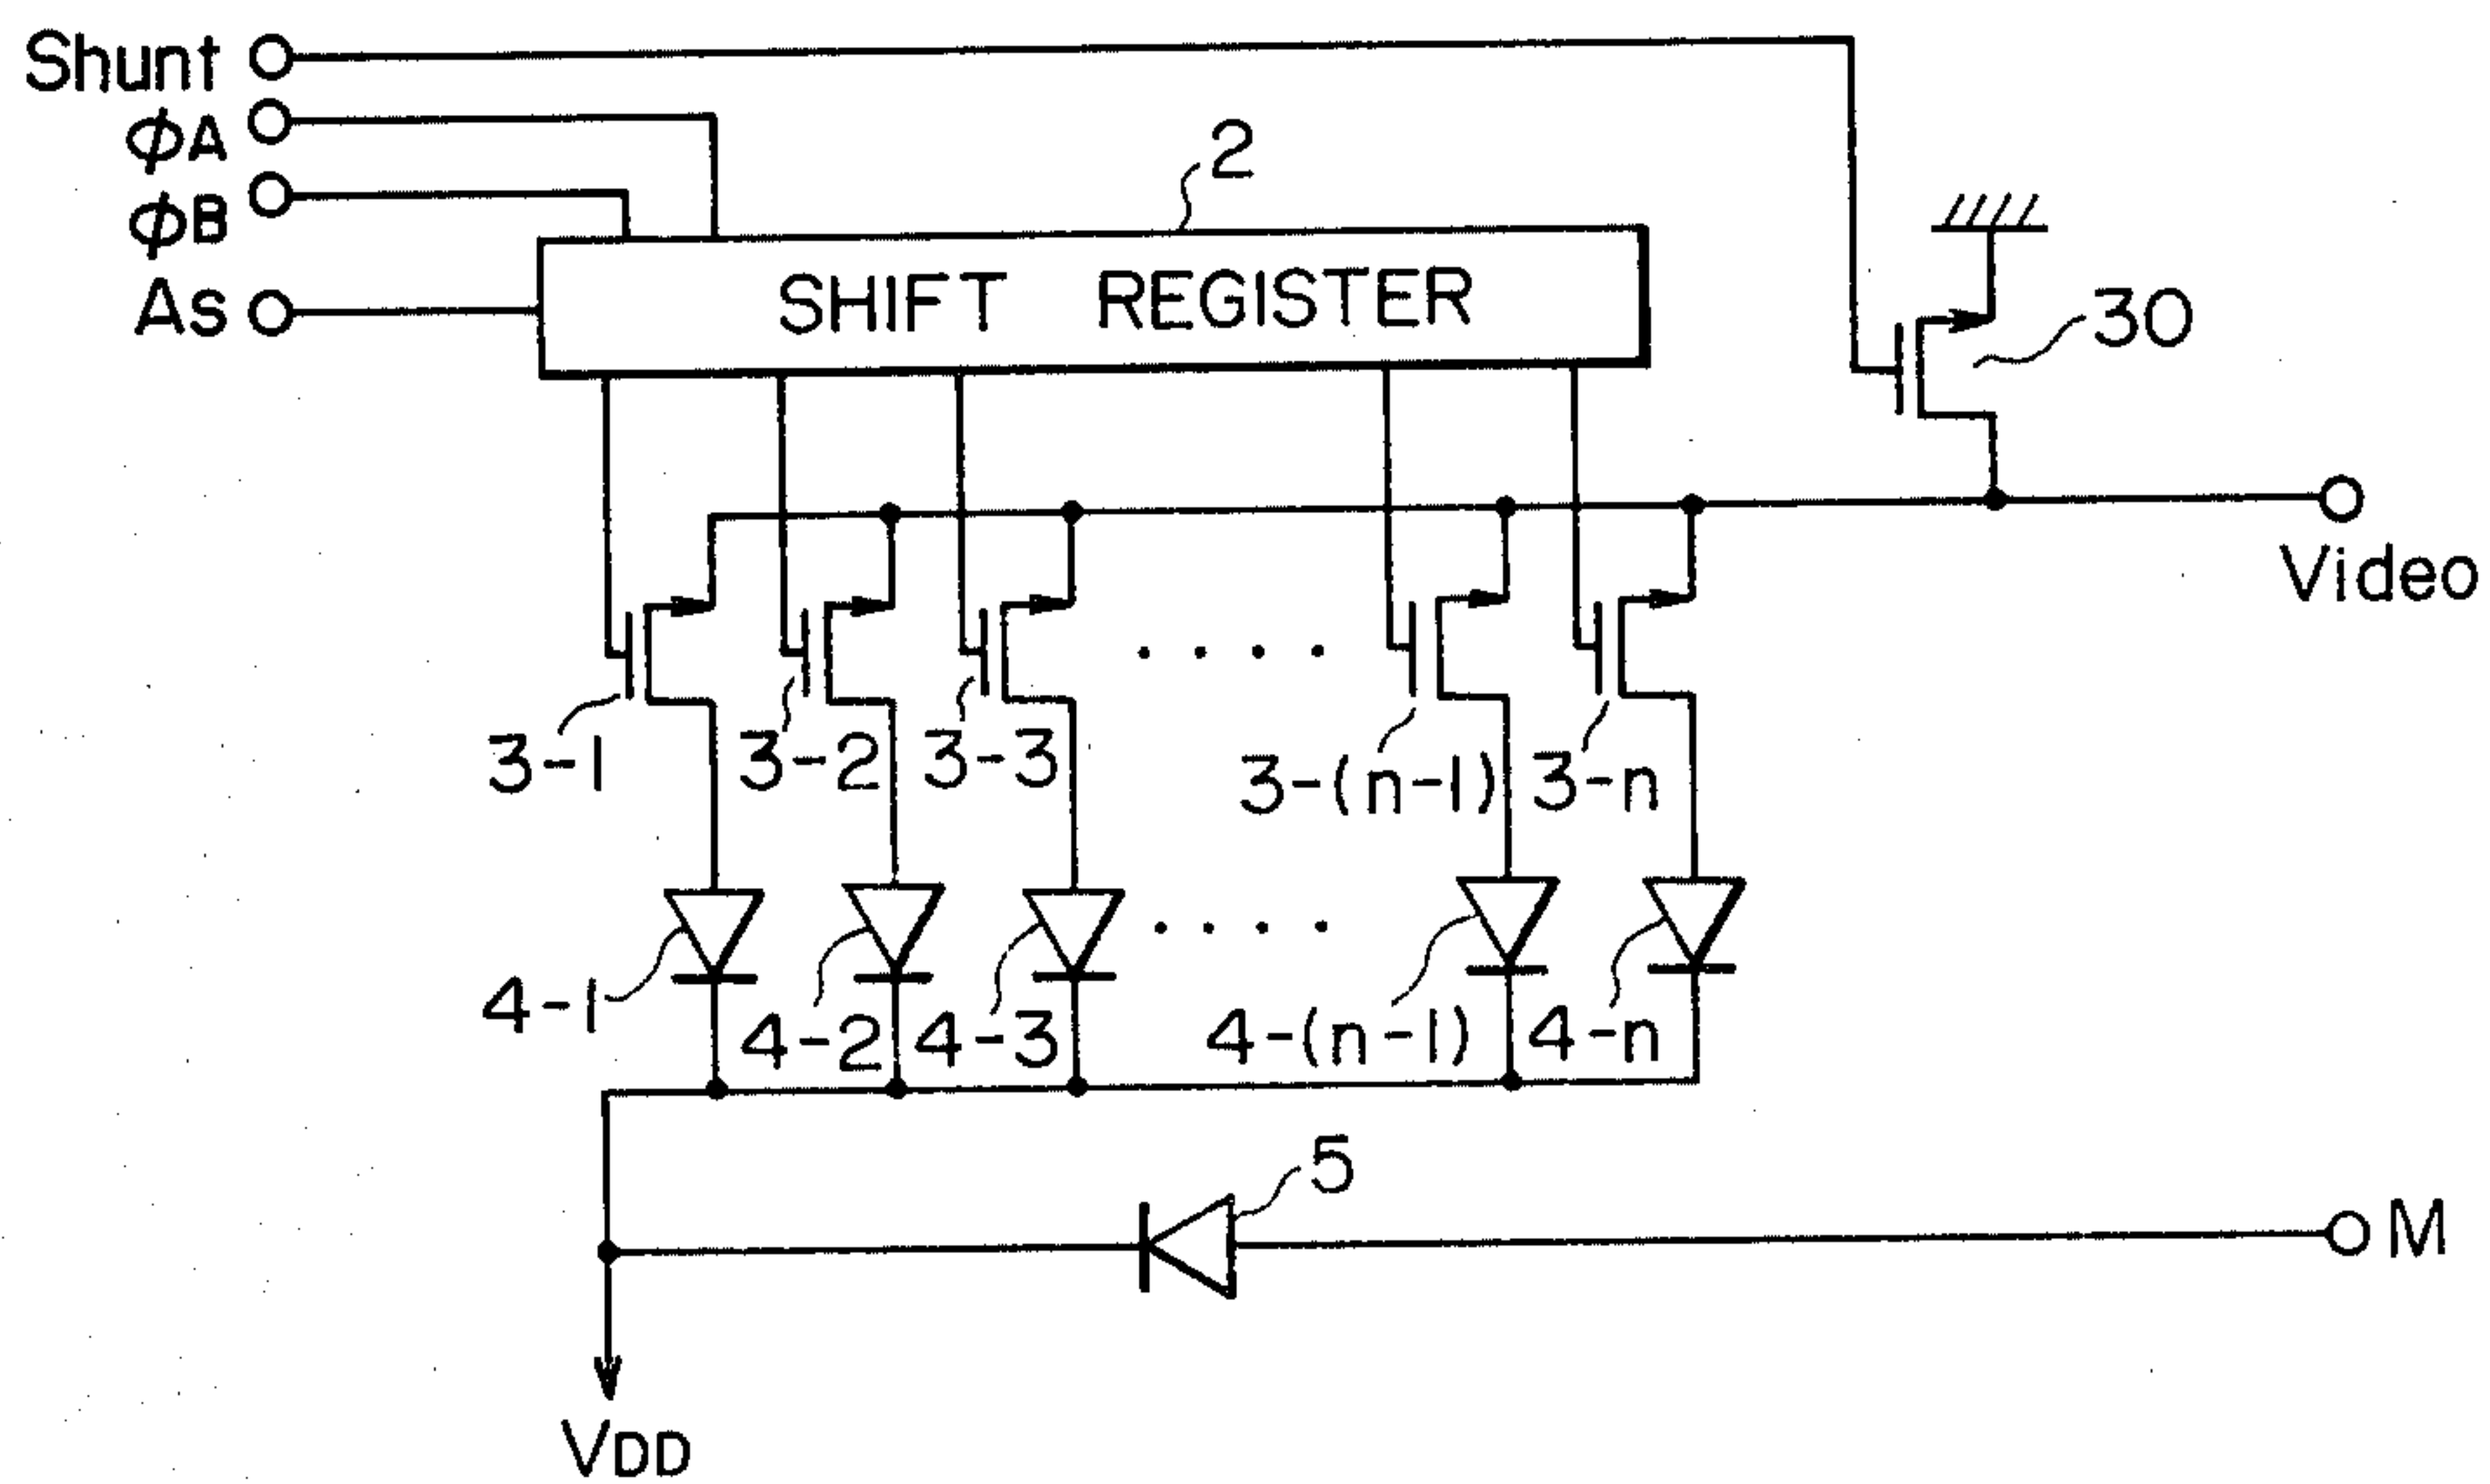 Shunt
φA
φB
As
2
SHIFT REGISTER
30
Video
3-1
3-2
3-3
3-(n-1)
3-n
4-1
4-2
4-3
4-(n-1)
4-n
5
M
VDD